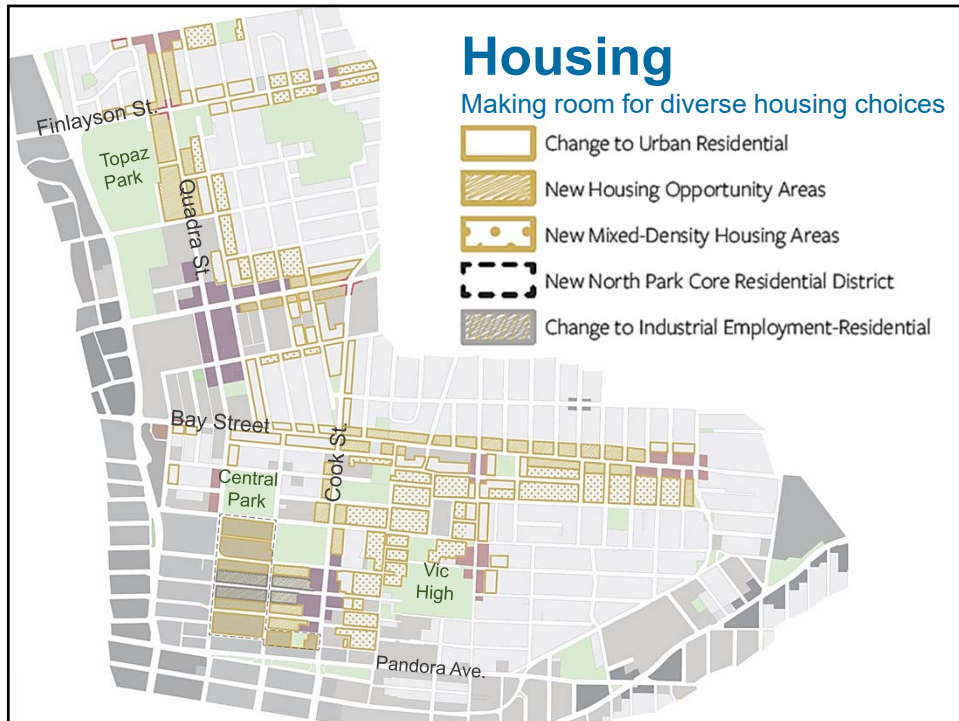 Housing
Making room for diverse housing choices
Change to Urban Residential
New Housing Opportunity Areas
New Mixed-Density Housing Areas
New North Park Core Residential District
Change to Industrial Employment-Residential
Finlayson St.
Topaz
Park
Quadra St.
Bay Street
Cook St.
Central
Park
Vic
High
Pandora Ave.